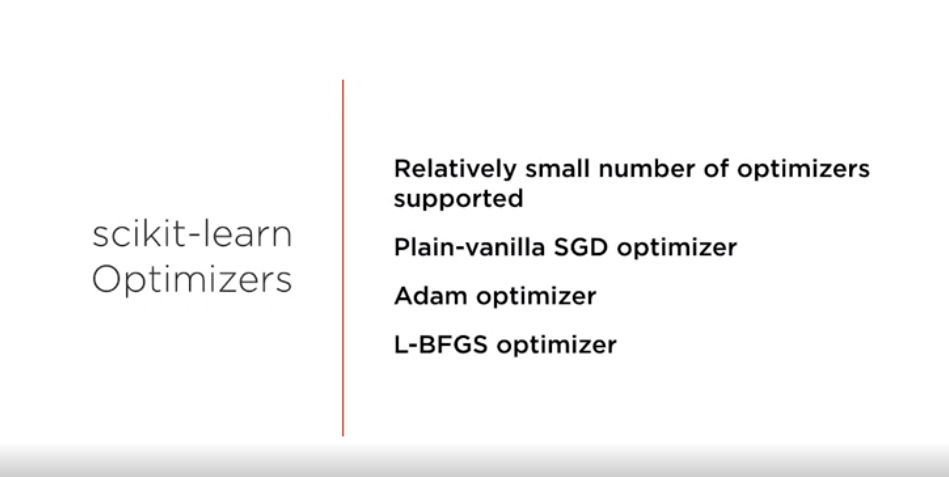 scikit-learn
Optimizers
Relatively small number of optimizers
supported
Plain-vanilla SGD optimizer
Adam optimizer
L-BFGS optimizer